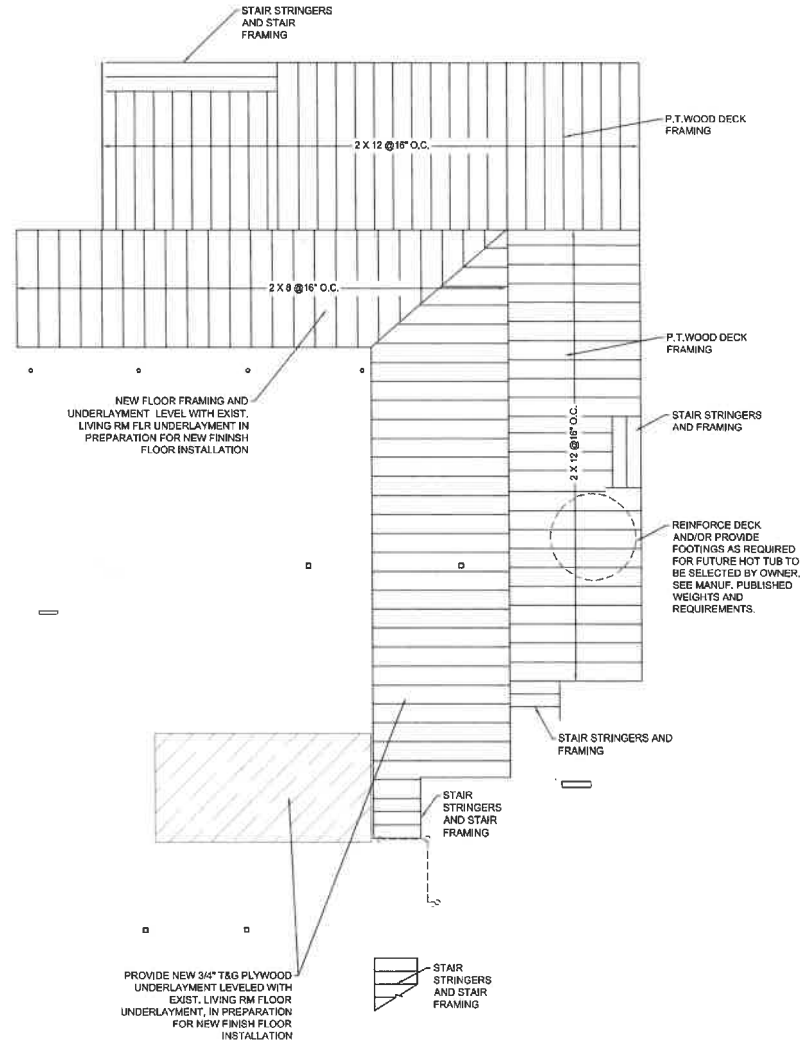 STAIR STRINGERS
AND STAIR
FRAMING
P.T.WOOD DECK
FRAMING
2 X 12 @16" O.C.
2 X 8 @16" O.C.
P.T.WOOD DECK
FRAMING
NEW FLOOR FRAMING AND
UNDERLAYMENT LEVEL WITH EXIST.
LIVING RM FLR UNDERLAYMENT IN
PREPARATION FOR NEW FININSH
FLOOR INSTALLATION
STAIR STRINGERS
AND FRAMING
2 X 12 @16" O.C.
REINFORCE DECK
AND/OR PROVIDE
FOOTINGS AS REQUIRED
FOR FUTURE HOT TUB TO
BE SELECTED BY OWNER.
SEE MANUF. PUBLISHED
WEIGHTS AND
REQUIREMENTS.
STAIR STRINGERS AND
FRAMING
STAIR
STRINGERS
AND STAIR
FRAMING
PROVIDE NEW 3/4" T&G PLYWOOD
UNDERLAYMENT LEVELED WITH
EXIST. LIVING RM FLOOR
UNDERLAYMENT, IN PREPARATION
FOR NEW FINISH FLOOR
INSTALLATION
STAIR
STRINGERS
AND STAIR
FRAMING